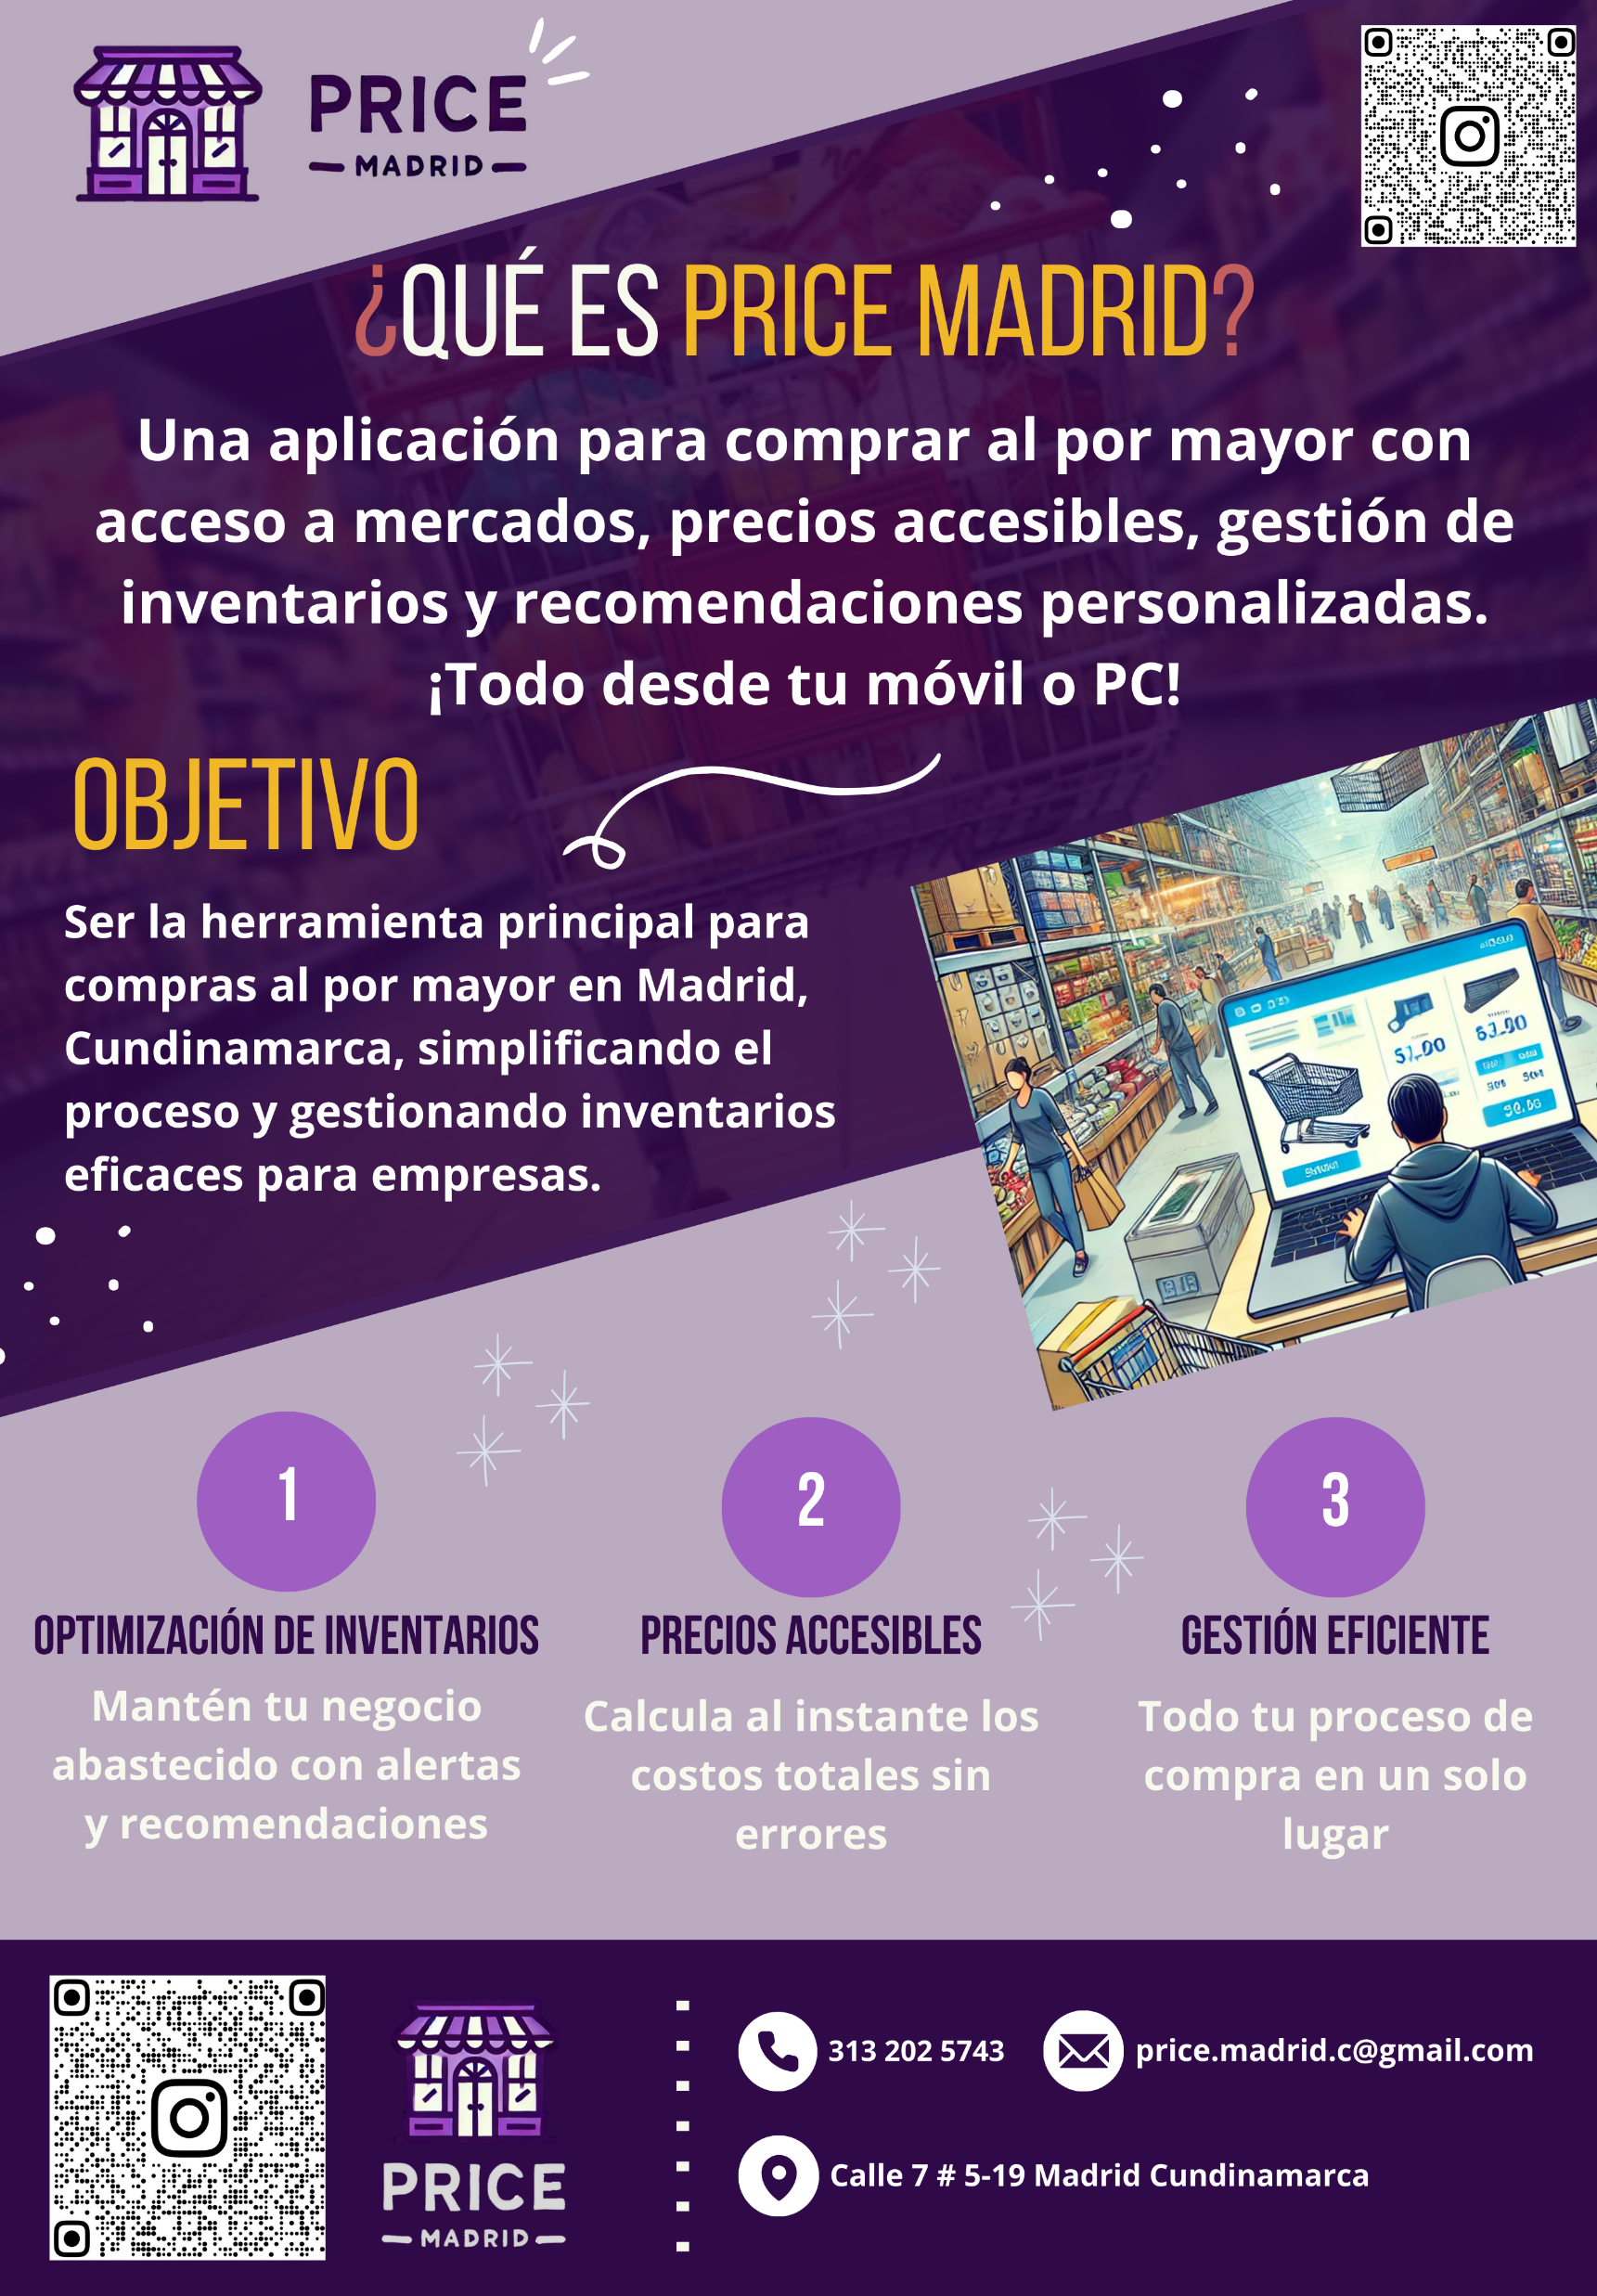 PRICE
MADRID
¿QUÉ ES PRICE MADRID?
Una aplicación para comprar al por mayor con
acceso a mercados, precios accesibles, gestión de
inventarios y recomendaciones personalizadas.
¡Todo desde tu móvil o PC!
OBJETIVO
Ser la herramienta principal para
compras al por mayor en Madrid,
Cundinamarca, simplificando el
proceso y gestionando inventarios
eficaces para empresas.
1
2
3
OPTIMIZACIÓN DE INVENTARIOS
Mantén tu negocio
abastecido con alertas
y recomendaciones
PRECIOS ACCESIBLES
Calcula al instante los
costos totales sin
errores
GESTIÓN EFICIENTE
Todo tu proceso de
compra en un solo
lugar
PRICE
MADRID
313 202 5743
price.madrid.c@gmail.com
Calle 7 # 5-19 Madrid Cundinamarca